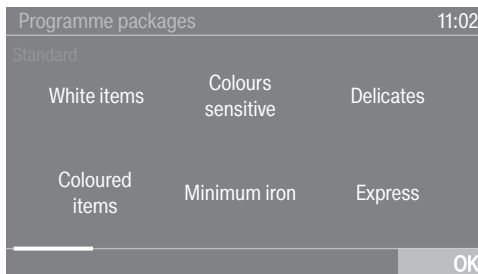 Programme packages 11:02
Standard
White items
Colours
sensitive
Delicates
Coloured
items
Minimum iron
Express
OK